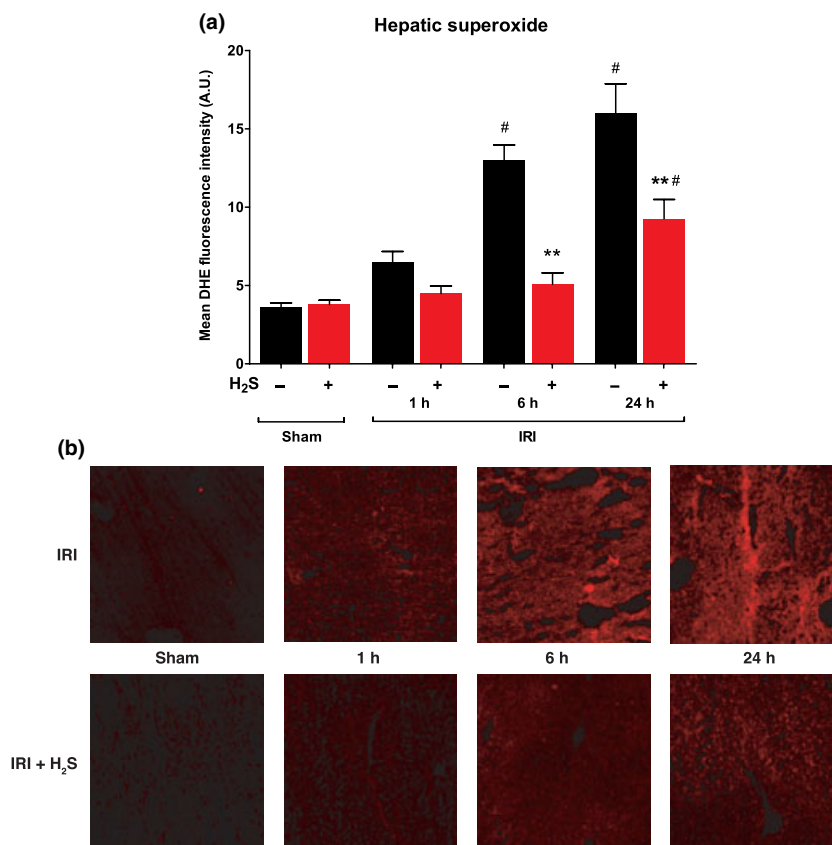 (a)
Hepatic superoxide
Mean DHE fluorescence intensity (A.U.)
20
15
10
5
0
# # ** **#
H₂S – + – + – + – +
1 h 6 h 24 h
Sham IRI
(b)
IRI
Sham 1 h 6 h 24 h
IRI + H₂S